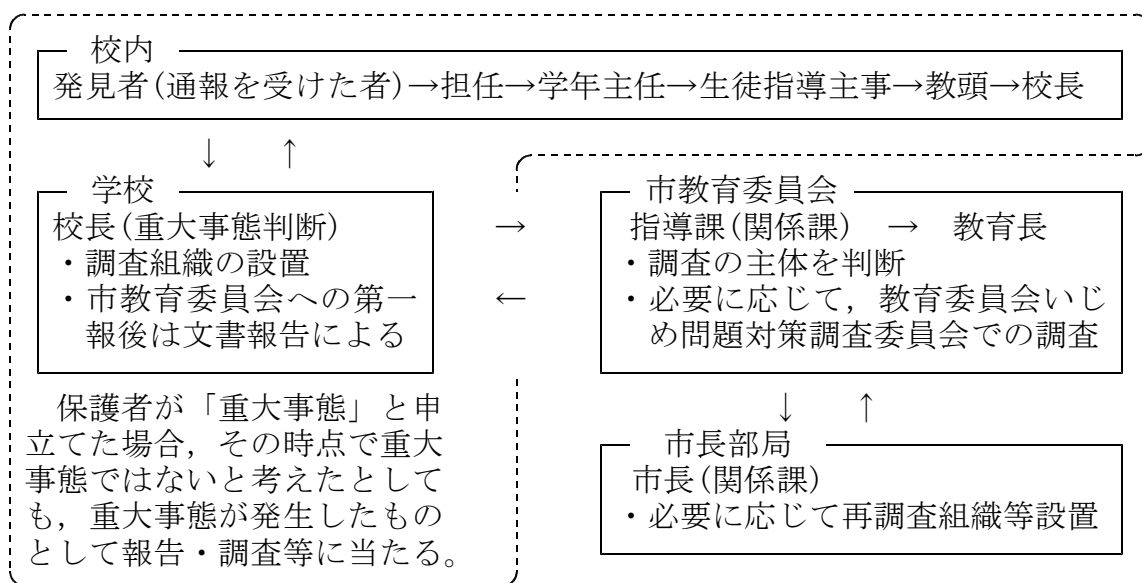 校内
発見者(通報を受けた者)→担任→学年主任→生徒指導主事→教頭→校長
↓ ↑
学校
校長(重大事態判断)
・調査組織の設置
・市教育委員会への第一
報後は文書報告による
→
←
市教育委員会
指導課(関係課) → 教育長
・調査の主体を判断
・必要に応じて，教育委員会いじ
め問題対策調査委員会での調査
保護者が「重大事態」と申
立てた場合，その時点で重大
事態ではないと考えたとして
も，重大事態が発生したもの
として報告・調査等に当たる。
↓ ↑
市長部局
市長(関係課)
・必要に応じて再調査組織等設置